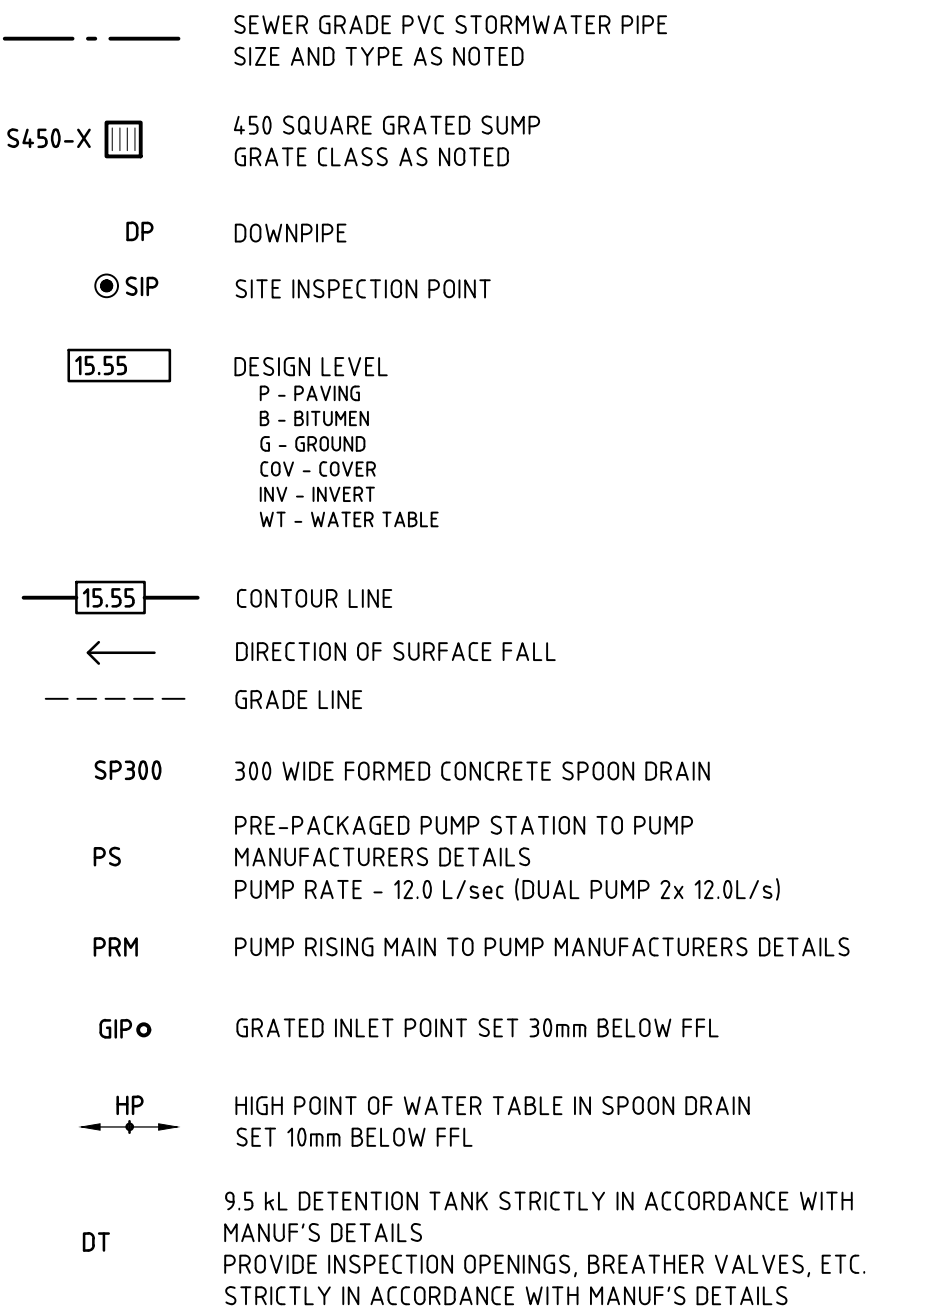 SEWER GRADE PVC STORMWATER PIPE
SIZE AND TYPE AS NOTED
S450-X 450 SQUARE GRATED SUMP
GRATE CLASS AS NOTED
DP DOWNPIPE
SIP SITE INSPECTION POINT
15.55 DESIGN LEVEL
P - PAVING
B - BITUMEN
G - GROUND
COV - COVER
INV - INVERT
WT - WATER TABLE
15.55 CONTOUR LINE
DIRECTION OF SURFACE FALL
GRADE LINE
SP300 300 WIDE FORMED CONCRETE SPOON DRAIN
PRE-PACKAGED PUMP STATION TO PUMP
PS MANUFACTURERS DETAILS
PUMP RATE - 12.0 L/sec (DUAL PUMP 2x 12.0L/s)
PRM PUMP RISING MAIN TO PUMP MANUFACTURERS DETAILS
GIP GRATED INLET POINT SET 30mm BELOW FFL
HP HIGH POINT OF WATER TABLE IN SPOON DRAIN
SET 10mm BELOW FFL
9.5 kL DETENTION TANK STRICTLY IN ACCORDANCE WITH
DT MANUF'S DETAILS
PROVIDE INSPECTION OPENINGS, BREATHER VALVES, ETC.
STRICTLY IN ACCORDANCE WITH MANUF'S DETAILS